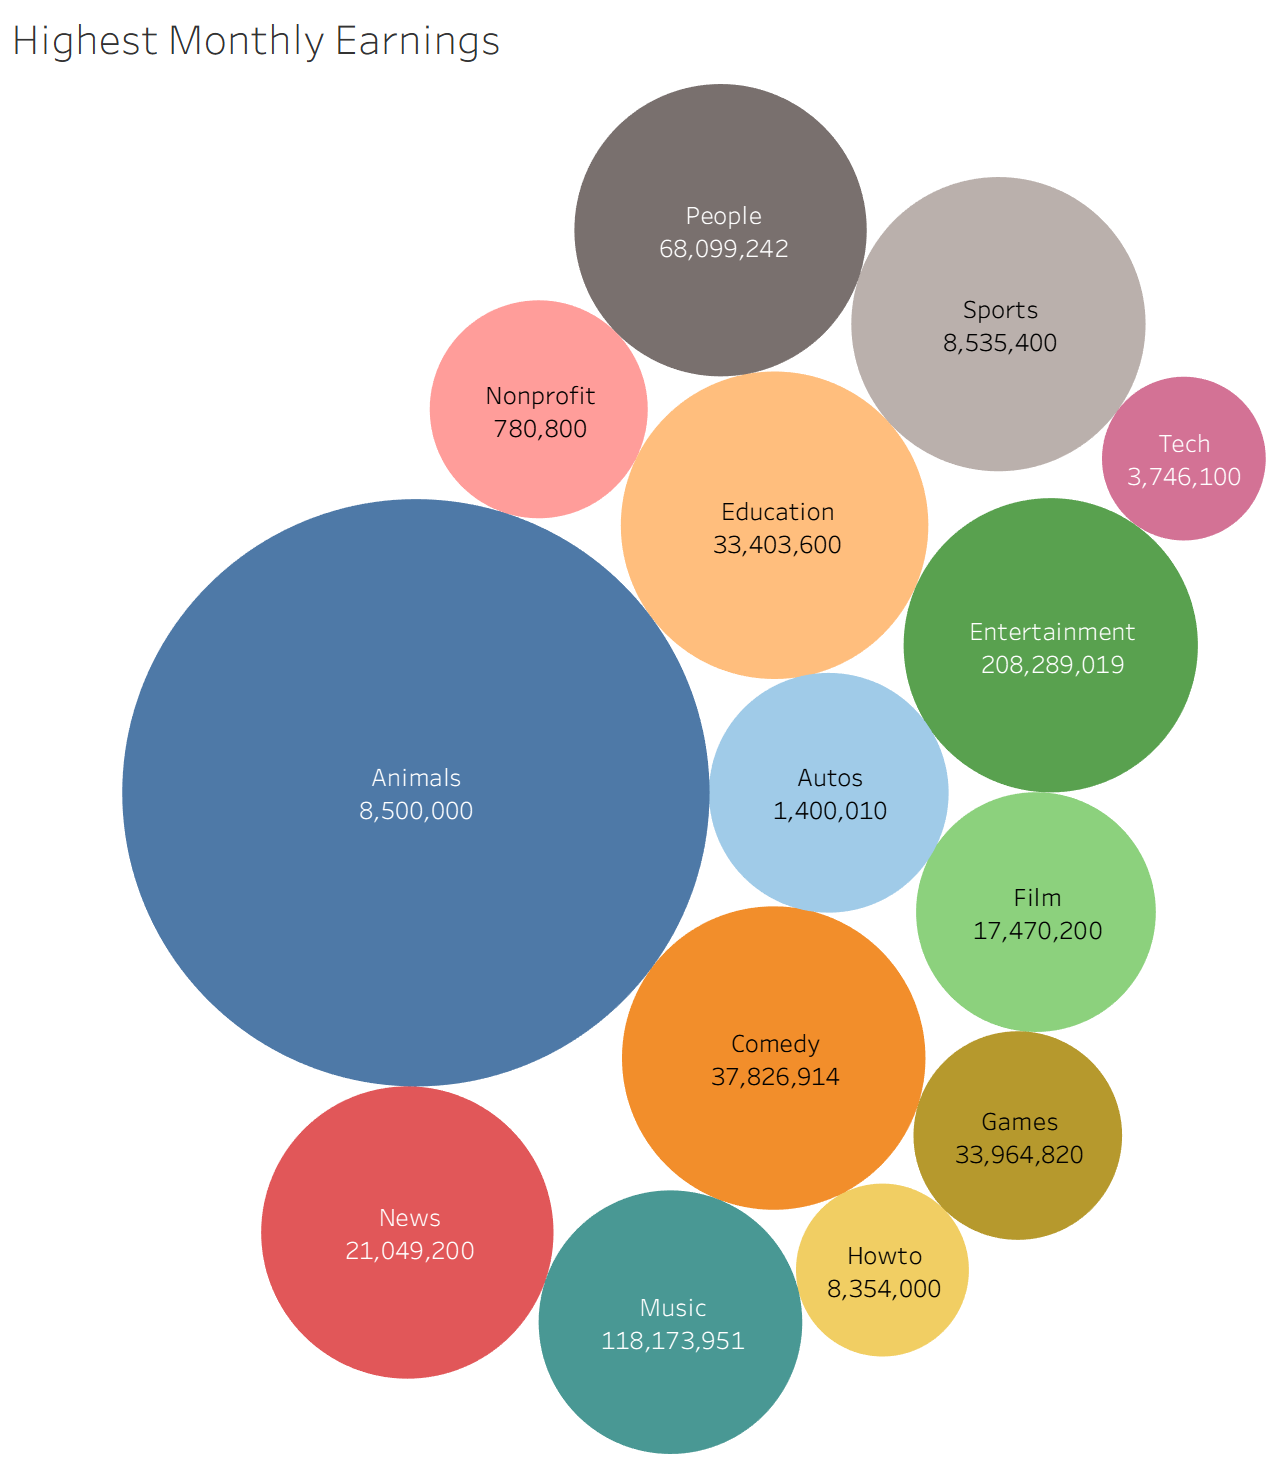 Highest Monthly Earnings
People
68,099,242
Sports
8,535,400
Nonprofit
780,800
Tech
3,746,100
Education
33,403,600
Entertainment
208,289,019
Animals
8,500,000
Autos
1,400,010
Film
17,470,200
Comedy
37,826,914
Games
33,964,820
News
21,049,200
Howto
8,354,000
Music
118,173,951